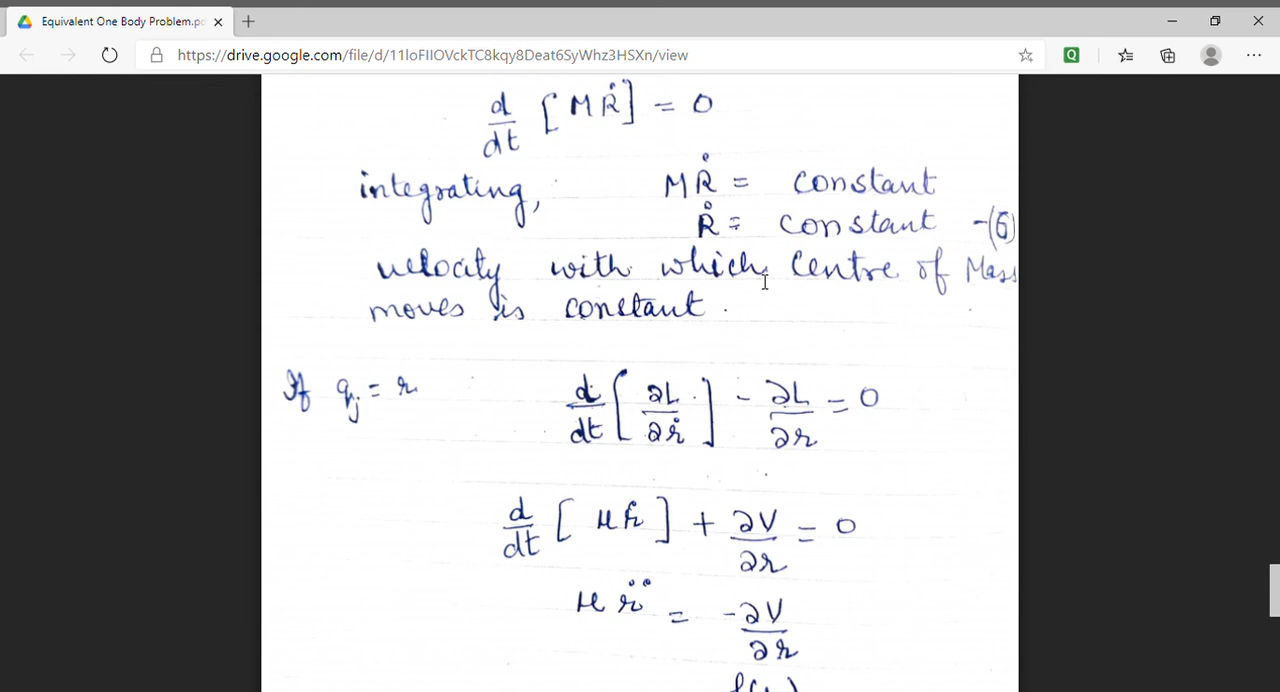 Equivalent One Body Problem.pd
https://drive.google.com/file/d/11loFIIOVckTC8kqy8Deat6SyWhz3HSXn/view
d/dt [MṘ] = 0
integrating, MṘ = constant
Ṙ = constant -(6)
velocity with which centre of Mass
moves is constant.
If qj = r d/dt [∂L/∂ṙ] - ∂L/∂r = 0
d/dt [μṙ] + ∂V/∂r = 0
μr̈ = -∂V/∂r